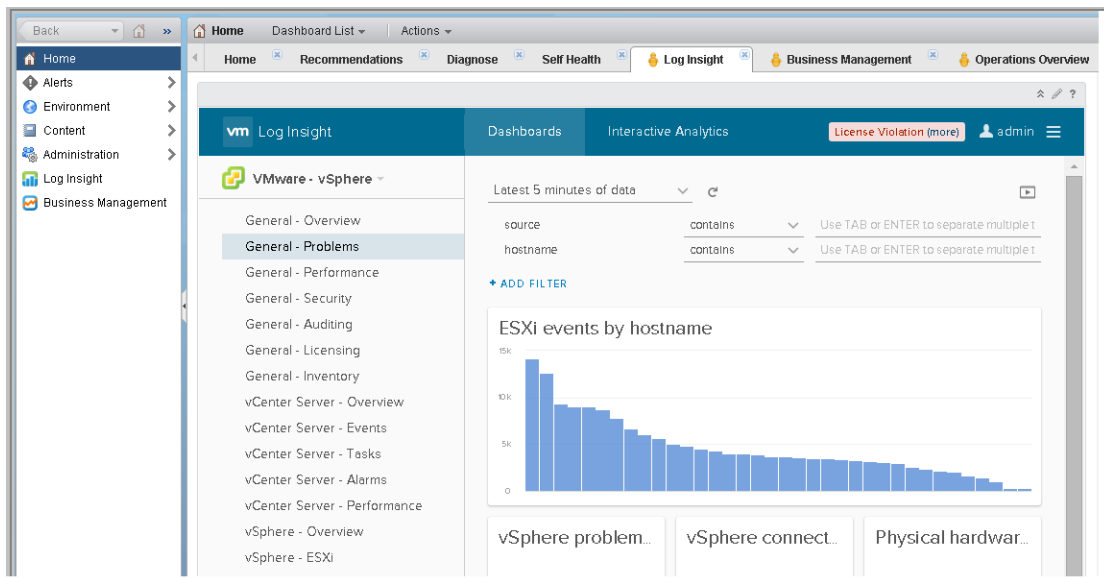 Back
Home Dashboard List Actions
Home
Alerts
Environment
Content
Administration
Log Insight
Business Management
Home Recommendations Diagnose Self Health Log Insight Business Management Operations Overview
?
vm Log Insight Dashboards Interactive Analytics License Violation (more) admin
VMware - vSphere
General - Overview
General - Problems
General - Performance
General - Security
General - Auditing
General - Licensing
General - Inventory
vCenter Server - Overview
vCenter Server - Events
vCenter Server - Tasks
vCenter Server - Alarms
vCenter Server - Performance
vSphere - Overview
vSphere - ESXi
Latest 5 minutes of data
source contains Use TAB or ENTER to separate multiple t
hostname contains Use TAB or ENTER to separate multiple t
+ ADD FILTER
ESXi events by hostname
15k
10k
5k
0
vSphere problem... vSphere connect... Physical hardwar...